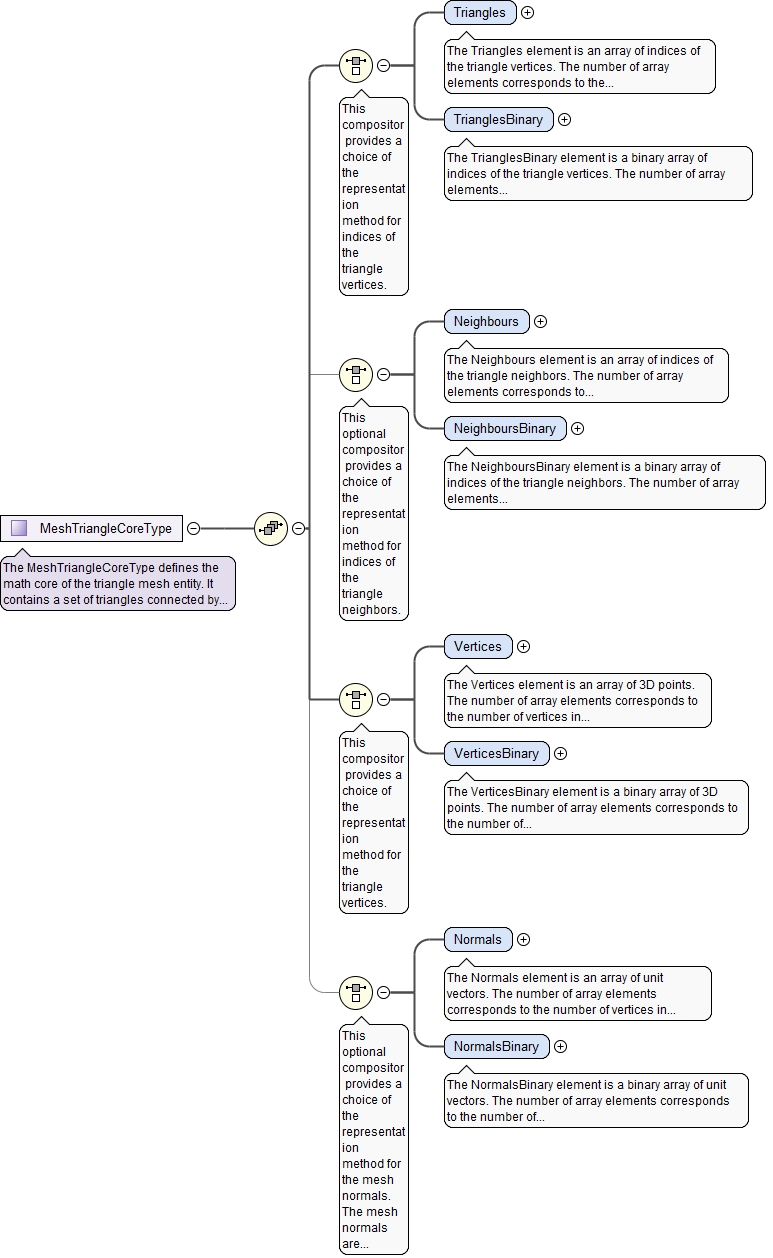 Triangles
The Triangles element is an array of indices of
the triangle vertices. The number of array
elements corresponds to the...
This
compositor
provides a
choice of
the
representat
ion
method for
indices of
the
triangle
vertices.
TrianglesBinary
The TrianglesBinary element is a binary array of
indices of the triangle vertices. The number of array
elements...
Neighbours
The Neighbours element is an array of indices of
the triangle neighbors. The number of array
elements corresponds to...
This
optional
compositor
provides a
choice of
the
representat
ion
method for
indices of
the
triangle
neighbors.
NeighboursBinary
The NeighboursBinary element is a binary array of
indices of the triangle neighbors. The number of array
elements...
MeshTriangleCoreType
The MeshTriangleCoreType defines the
math core of the triangle mesh entity. It
contains a set of triangles connected by...
Vertices
The Vertices element is an array of 3D points.
The number of array elements corresponds to
the number of vertices in...
This
compositor
provides a
choice of
the
representat
ion
method for
the
triangle
vertices.
VerticesBinary
The VerticesBinary element is a binary array of 3D
points. The number of array elements corresponds to
the number of...
Normals
The Normals element is an array of unit
vectors. The number of array elements
corresponds to the number of vertices in...
This
optional
compositor
provides a
choice of
the
representat
ion
method for
the mesh
normals.
The mesh
normals
are...
NormalsBinary
The NormalsBinary element is a binary array of unit
vectors. The number of array elements corresponds
to the number of...